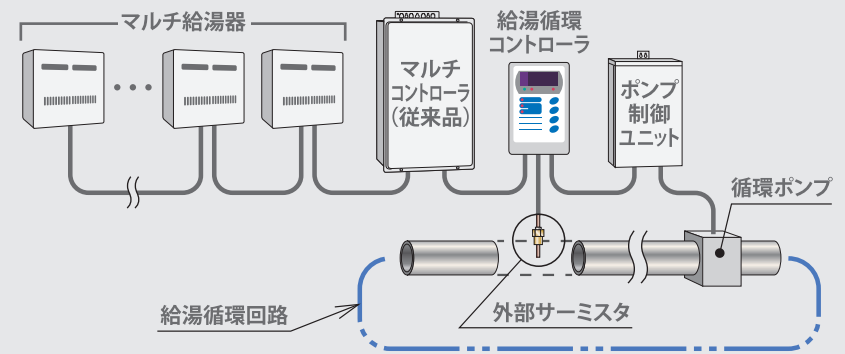 マルチ給湯器
給湯循環
コントローラ
マルチ
コントローラ
(従来品)
ポンプ
制御
ユニット
循環ポンプ
給湯循環回路
外部サーミスタ